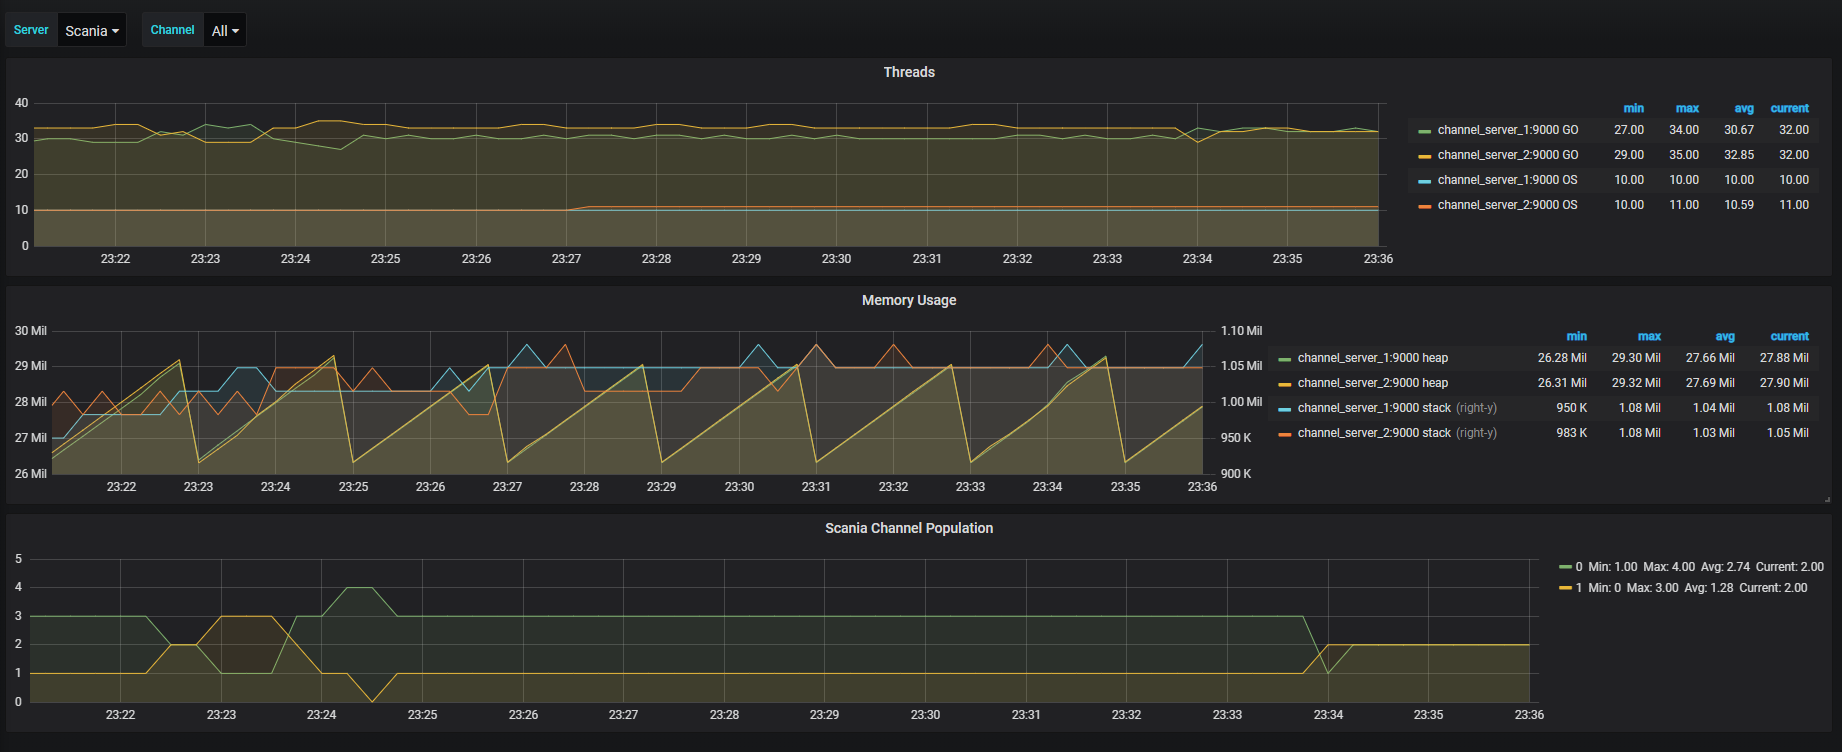 Server Scania Channel All
Threads
min max avg current
40
30
20
10
0
channel_server_1:9000 GO 27.00 34.00 30.67 32.00
channel_server_2:9000 GO 29.00 35.00 32.85 32.00
channel_server_1:9000 OS 10.00 10.00 10.00 10.00
channel_server_2:9000 OS 10.00 11.00 10.59 11.00
23:22 23:23 23:24 23:25 23:26 23:27 23:28 23:29 23:30 23:31 23:32 23:33 23:34 23:35 23:36
Memory Usage
30 Mil
29 Mil
28 Mil
27 Mil
26 Mil
1.10 Mil
1.05 Mil
1.00 Mil
950 K
900 K
min max avg current
channel_server_1:9000 heap 26.28 Mil 29.30 Mil 27.66 Mil 27.88 Mil
channel_server_2:9000 heap 26.31 Mil 29.32 Mil 27.69 Mil 27.90 Mil
channel_server_1:9000 stack (right-y) 950 K 1.08 Mil 1.04 Mil 1.08 Mil
channel_server_2:9000 stack (right-y) 983 K 1.08 Mil 1.03 Mil 1.05 Mil
23:22 23:23 23:24 23:25 23:26 23:27 23:28 23:29 23:30 23:31 23:32 23:33 23:34 23:35 23:36
Scania Channel Population
5
4
3
2
1
0
0 Min: 1.00 Max: 4.00 Avg: 2.74 Current: 2.00
1 Min: 0 Max: 3.00 Avg: 1.28 Current: 2.00
23:22 23:23 23:24 23:25 23:26 23:27 23:28 23:29 23:30 23:31 23:32 23:33 23:34 23:35 23:36